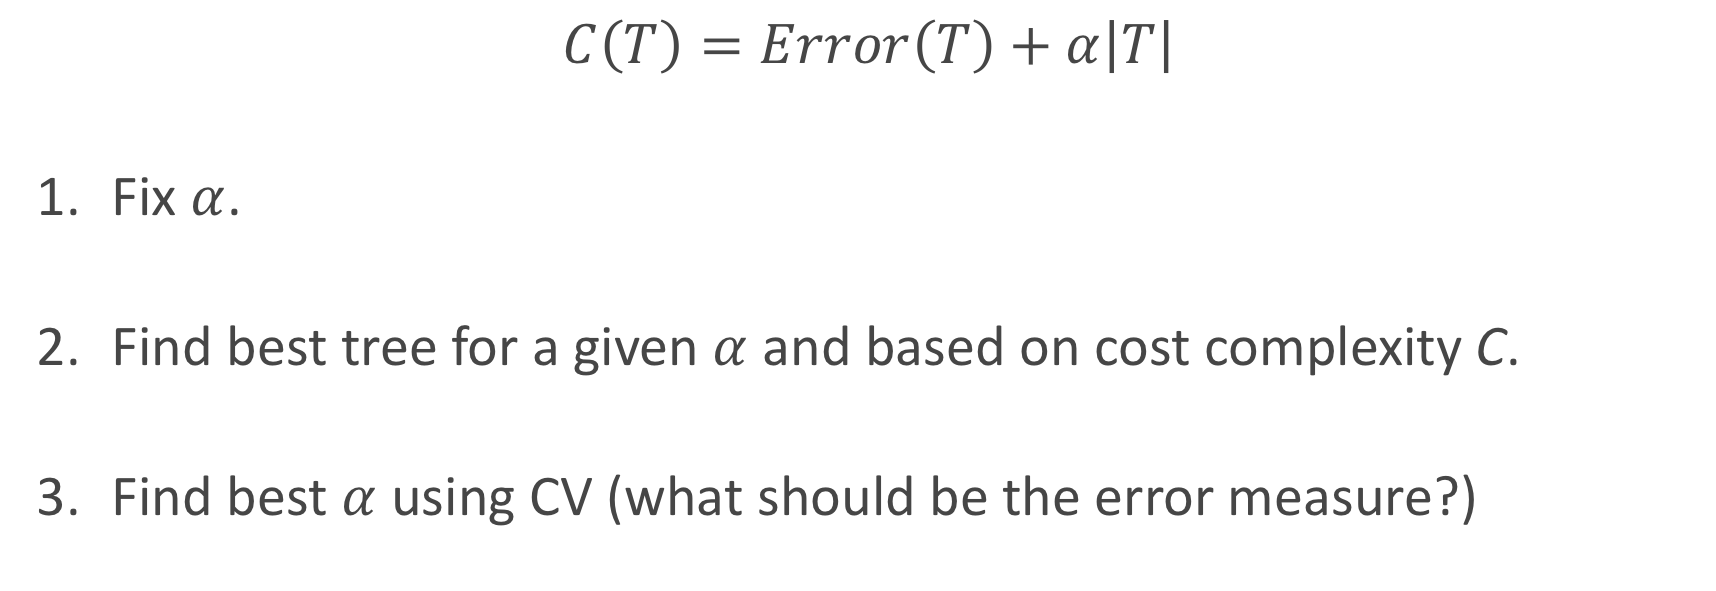 C(T) = Error(T) + α|T|
1. Fix α.
2. Find best tree for a given α and based on cost complexity C.
3. Find best α using CV (what should be the error measure?)